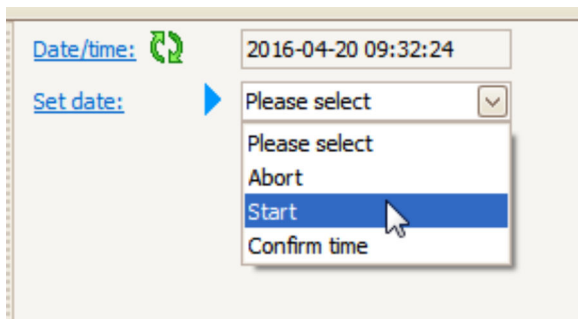 Date/time: 2016-04-20 09:32:24
Set date: Please select
Please select
Abort
Start
Confirm time